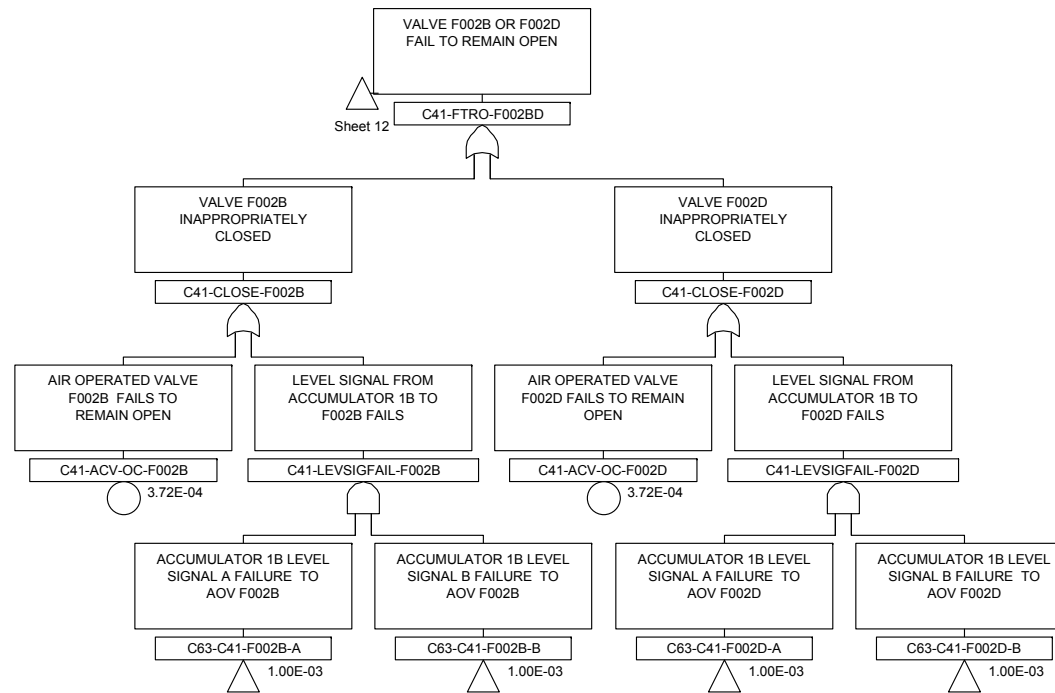 VALVE F002B OR F002D
FAIL TO REMAIN OPEN
Sheet 12
C41-FTRO-F002BD
VALVE F002B
INAPPROPRIATELY
CLOSED
C41-CLOSE-F002B
VALVE F002D
INAPPROPRIATELY
CLOSED
C41-CLOSE-F002D
AIR OPERATED VALVE
F002B FAILS TO
REMAIN OPEN
C41-ACV-OC-F002B
3.72E-04
LEVEL SIGNAL FROM
ACCUMULATOR 1B TO
F002B FAILS
C41-LEVSIGFAIL-F002B
AIR OPERATED VALVE
F002D FAILS TO REMAIN
OPEN
C41-ACV-OC-F002D
3.72E-04
LEVEL SIGNAL FROM
ACCUMULATOR 1B TO
F002D FAILS
C41-LEVSIGFAIL-F002D
ACCUMULATOR 1B LEVEL
SIGNAL A FAILURE TO
AOV F002B
C63-C41-F002B-A
1.00E-03
ACCUMULATOR 1B LEVEL
SIGNAL B FAILURE TO
AOV F002B
C63-C41-F002B-B
1.00E-03
ACCUMULATOR 1B LEVEL
SIGNAL A FAILURE TO
AOV F002D
C63-C41-F002D-A
1.00E-03
ACCUMULATOR 1B LEVEL
SIGNAL B FAILURE TO
AOV F002D
C63-C41-F002D-B
1.00E-03